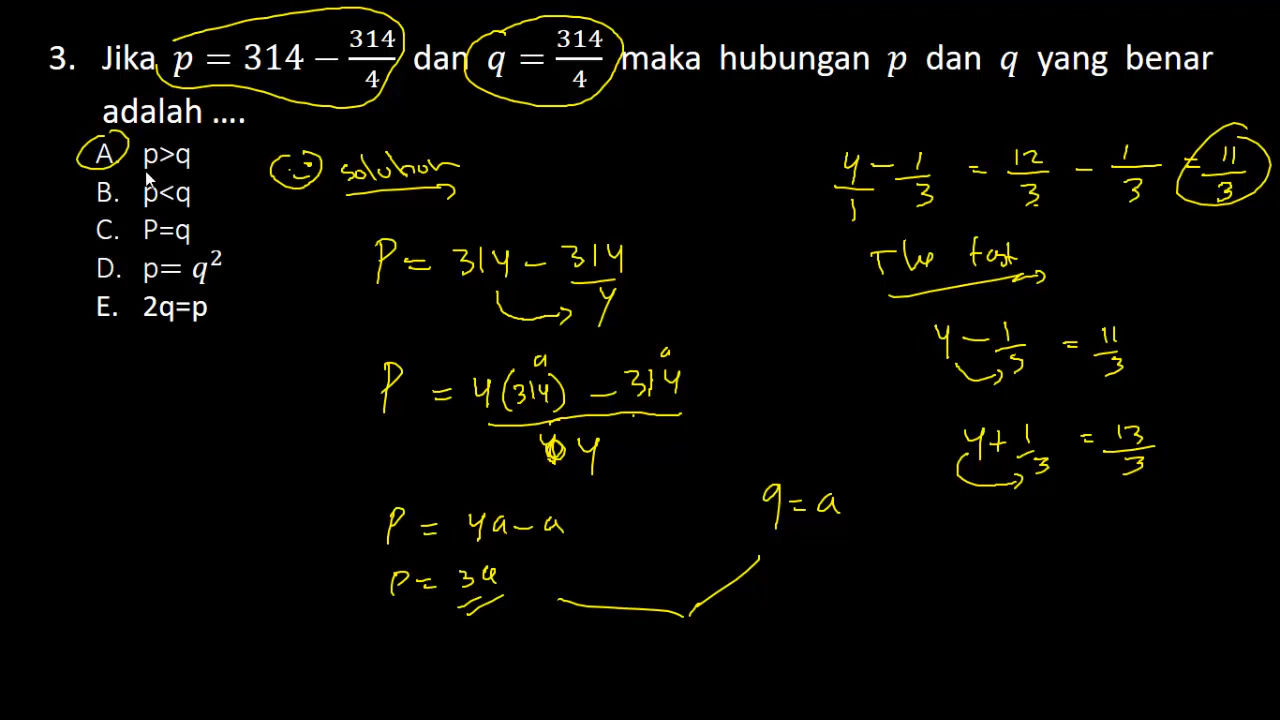 3. Jika p = 314 − 314/4 dan q = 314/4 maka hubungan p dan q yang benar
adalah ....
A. p>q
B. p<q
C. P=q
D. p= q²
E. 2q=p
solution
P = 314 − 314/4
P = (4(314) − 314)/4
a a
P = 4a − a
P = 3a
q = a
4/1 − 1/3 = 12/3 − 1/3 = 11/3
The fast
4 − 1/3 = 11/3
4 + 1/3 = 13/3